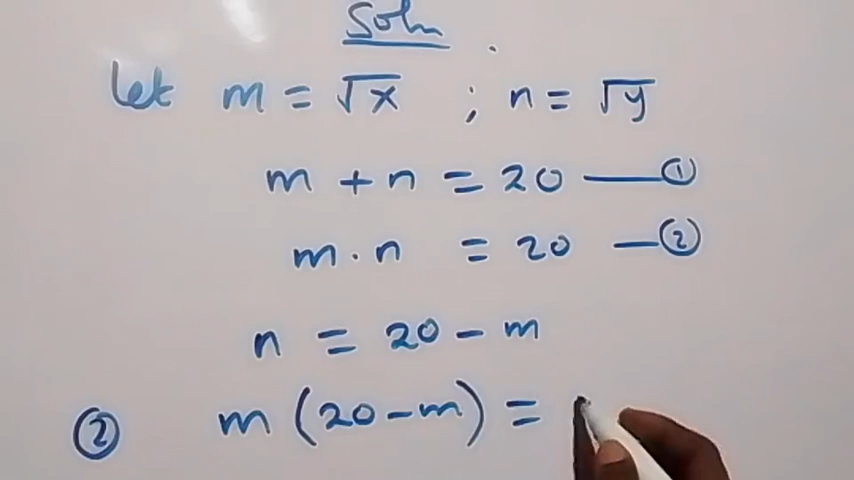 Soln
let m = √x ; n = √y
m + n = 20 — ①
m · n = 20 — ②
n = 20 - m
② m (20 - m) =